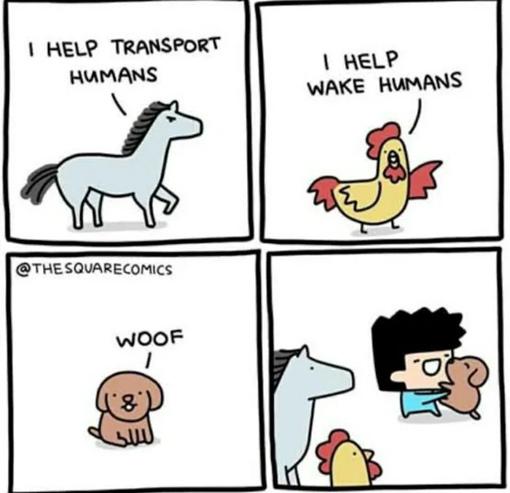 I HELP TRANSPORT
HUMANS
I HELP
WAKE HUMANS
@THESQUARECOMICS
WOOF